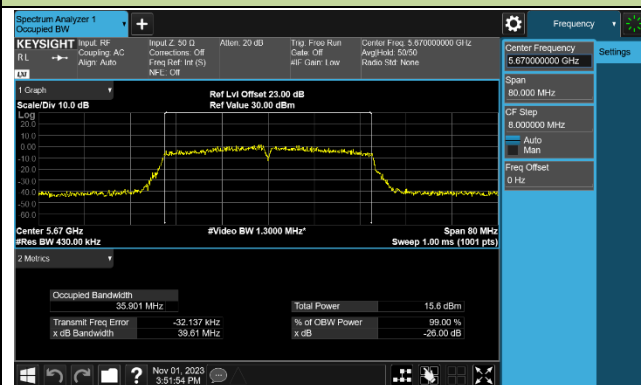 Spectrum Analyzer 1
Occupied BW
Frequency
KEYSIGHT
RL
LXI
Input: RF
Coupling: AC
Align: Auto
Input Z: 50 Ω
Corrections: Off
Freq Ref: Int (S)
NFE: Off
Atten: 20 dB
Trig: Free Run
Gate: Off
#IF Gain: Low
Center Freq: 5.670000000 GHz
Avg|Hold: 50/50
Radio Std: None
Center Frequency
5.670000000 GHz
Settings
Span
80.000 MHz
CF Step
8.000000 MHz
Auto
Man
Freq Offset
0 Hz
1 Graph
Scale/Div 10.0 dB
Ref Lvl Offset 23.00 dB
Ref Value 30.00 dBm
Log
20.0
10.0
0.00
-10.0
-20.0
-30.0
-40.0
-50.0
-60.0
Center 5.67 GHz
#Res BW 430.00 kHz
#Video BW 1.3000 MHz*
Span 80 MHz
Sweep 1.00 ms (1001 pts)
2 Metrics
Occupied Bandwidth
35.901 MHz
Total Power 15.6 dBm
Transmit Freq Error -32.137 kHz
% of OBW Power 99.00 %
x dB Bandwidth 39.61 MHz
x dB -26.00 dB
?
Nov 01, 2023
3:51:54 PM